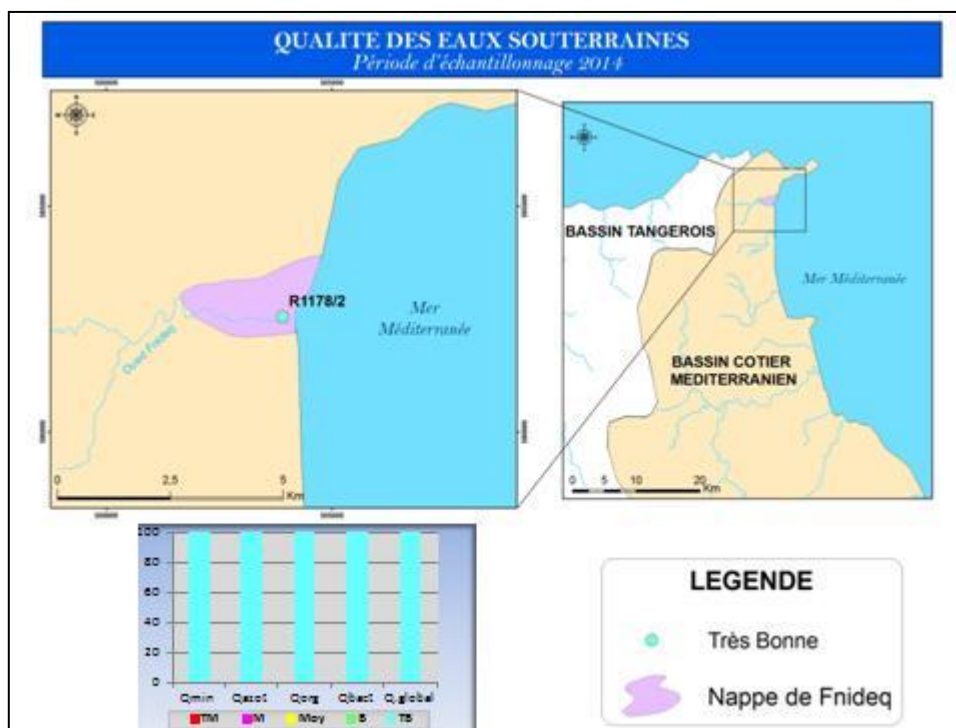 QUALITE DES EAUX SOUTERRAINES
Période d'échantillonnage 2014
R1178/2
Oued Fnideq
Mer
Méditerranée
0 2,5 5
Km
BASSIN TANGEROIS
Mer Méditerranée
BASSIN COTIER
MEDITERRANIEN
0 5 10 20
Km
100
80
60
40
20
0
Qmin Qazot Qorg Qbact Q.global
TM M Moy B TB
LEGENDE
Très Bonne
Nappe de Fnideq